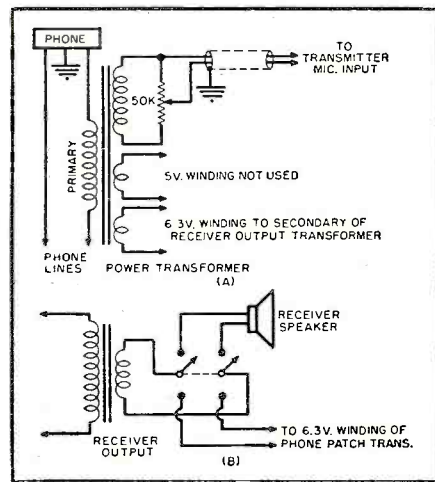 PHONE
TO
TRANSMITTER
MIC. INPUT
50K
PRIMARY
5V. WINDING NOT USED
6.3V. WINDING TO SECONDARY OF
RECEIVER OUTPUT TRANSFORMER
PHONE
LINES
POWER TRANSFORMER
(A)
RECEIVER
SPEAKER
RECEIVER
OUTPUT
TO 6.3V. WINDING OF
PHONE PATCH TRANS.
(B)